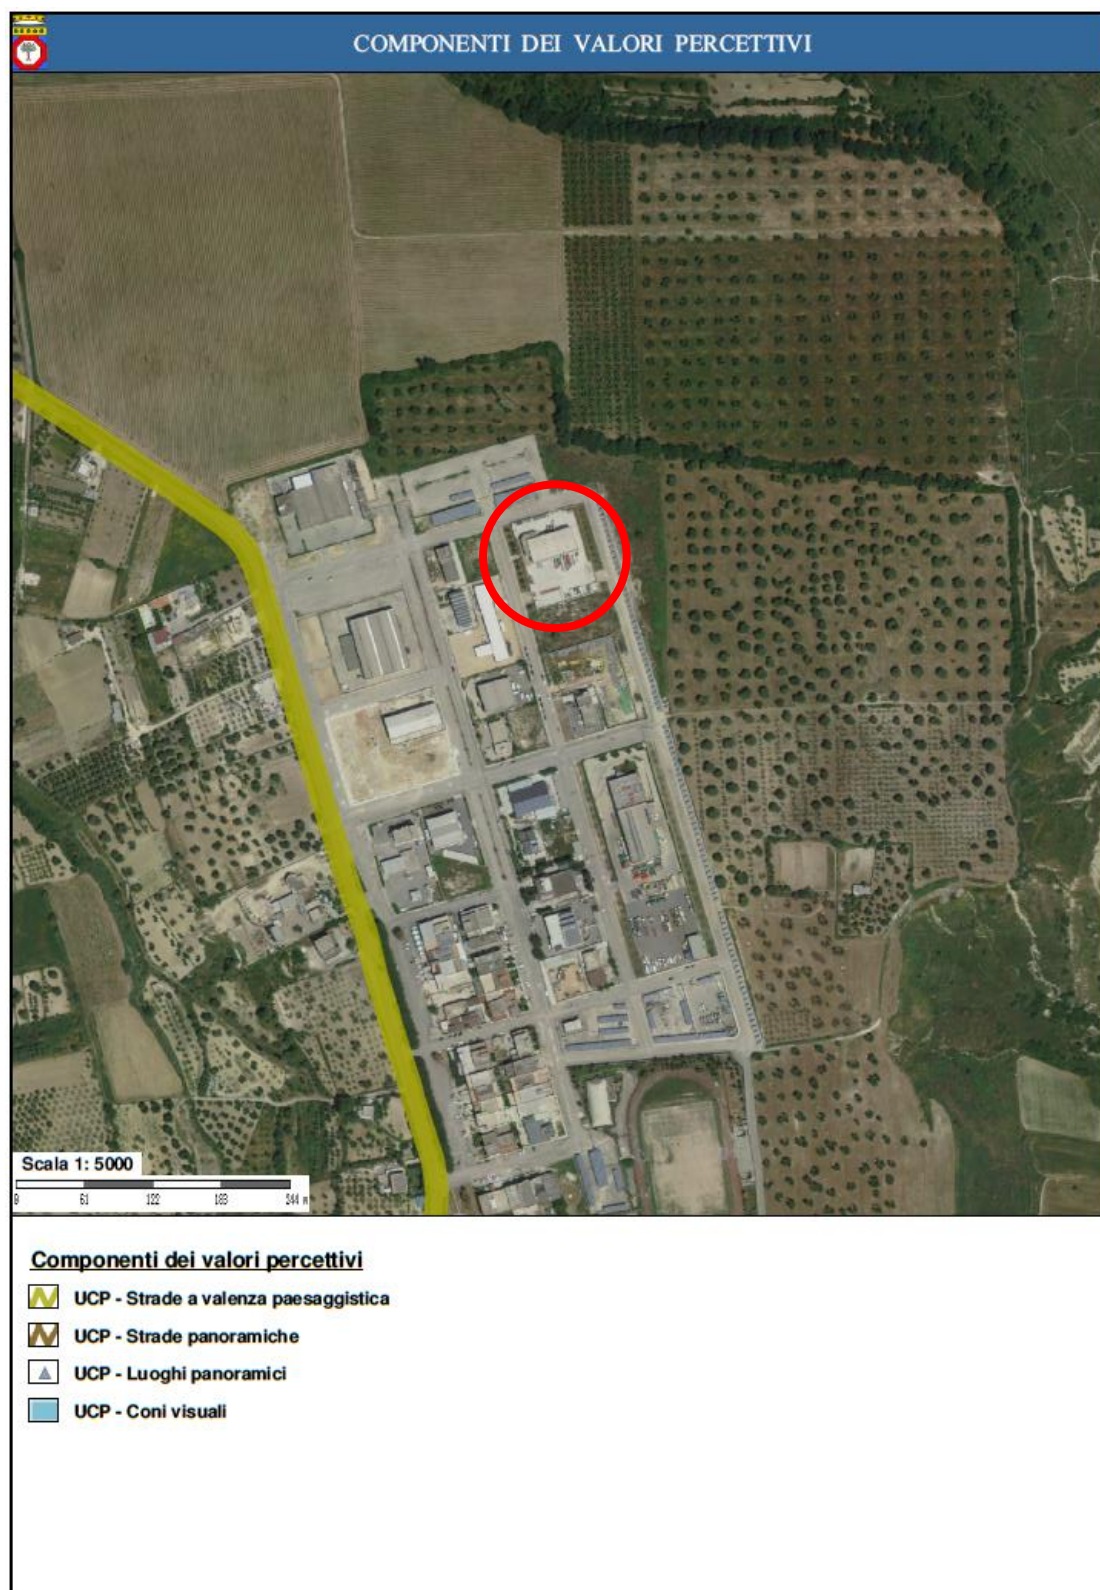 COMPONENTI DEI VALORI PERCETTIVI
Scala 1: 5000
0 61 122 183 244 m
Componenti dei valori percettivi
UCP - Strade a valenza paesaggistica
UCP - Strade panoramiche
UCP - Luoghi panoramici
UCP - Coni visuali